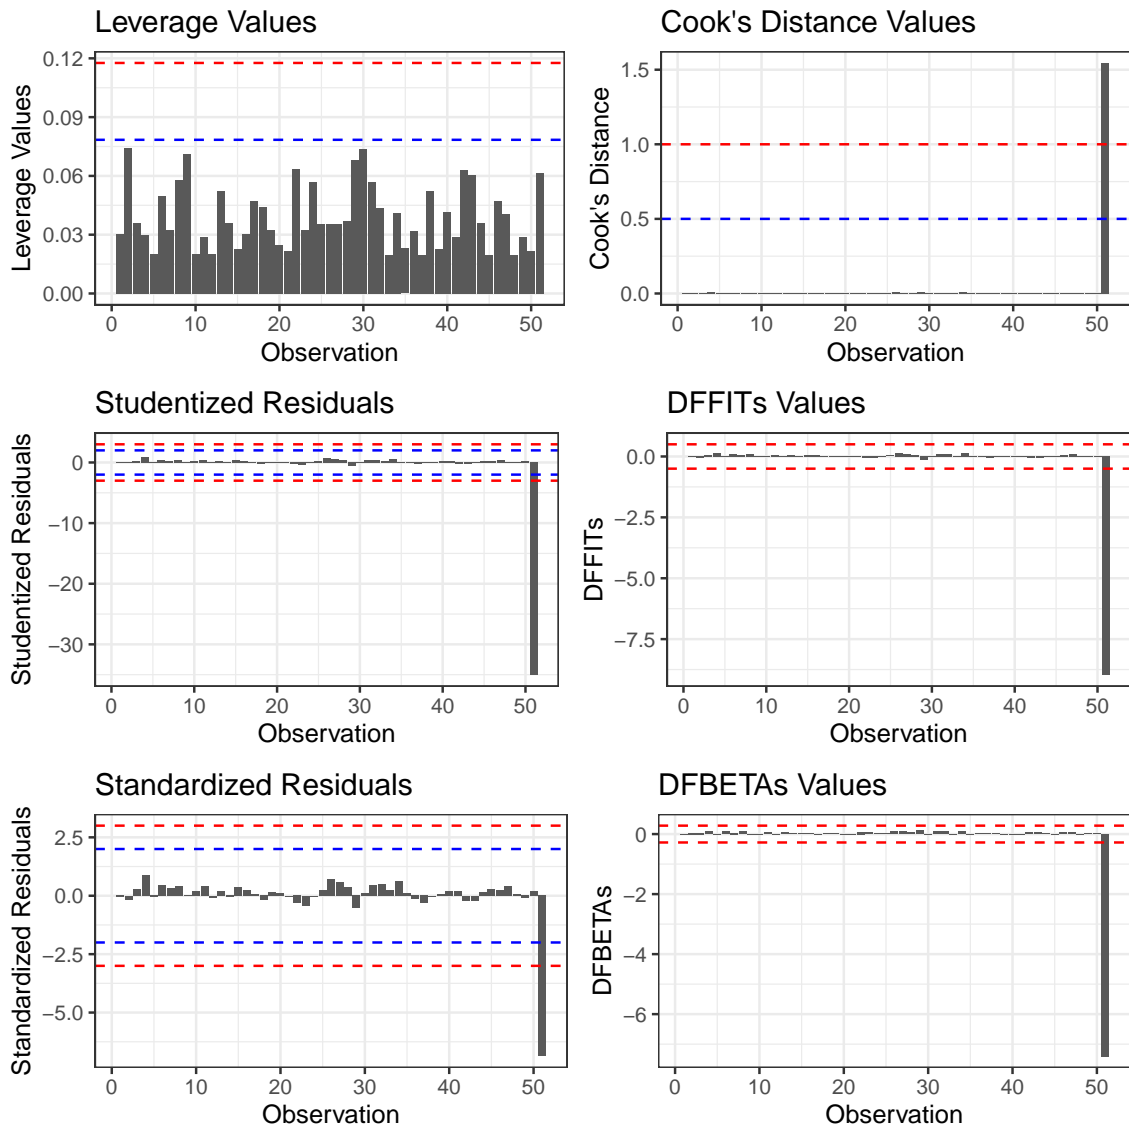 Leverage Values
Leverage Values
0.12
0.09
0.06
0.03
0.00
0 10 20 30 40 50
Observation
Cook's Distance Values
Cook's Distance
1.5
1.0
0.5
0.0
0 10 20 30 40 50
Observation
Studentized Residuals
Studentized Residuals
0
−10
−20
−30
0 10 20 30 40 50
Observation
DFFITs Values
DFFITs
0.0
−2.5
−5.0
−7.5
0 10 20 30 40 50
Observation
Standardized Residuals
Standardized Residuals
2.5
0.0
−2.5
−5.0
0 10 20 30 40 50
Observation
DFBETAs Values
DFBETAs
0
−2
−4
−6
0 10 20 30 40 50
Observation